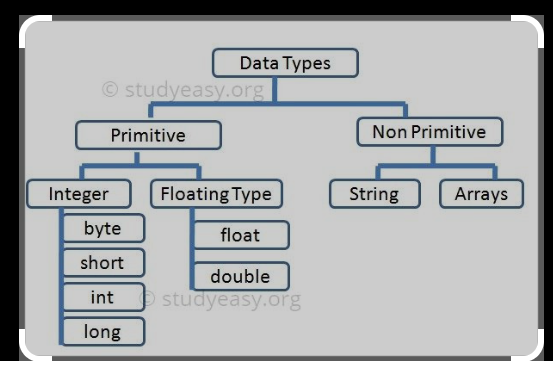 Data Types
© studyeasy.org
Primitive
Non Primitive
Integer
Floating Type
String
Arrays
byte
short
int
long
float
double
© studyeasy.org